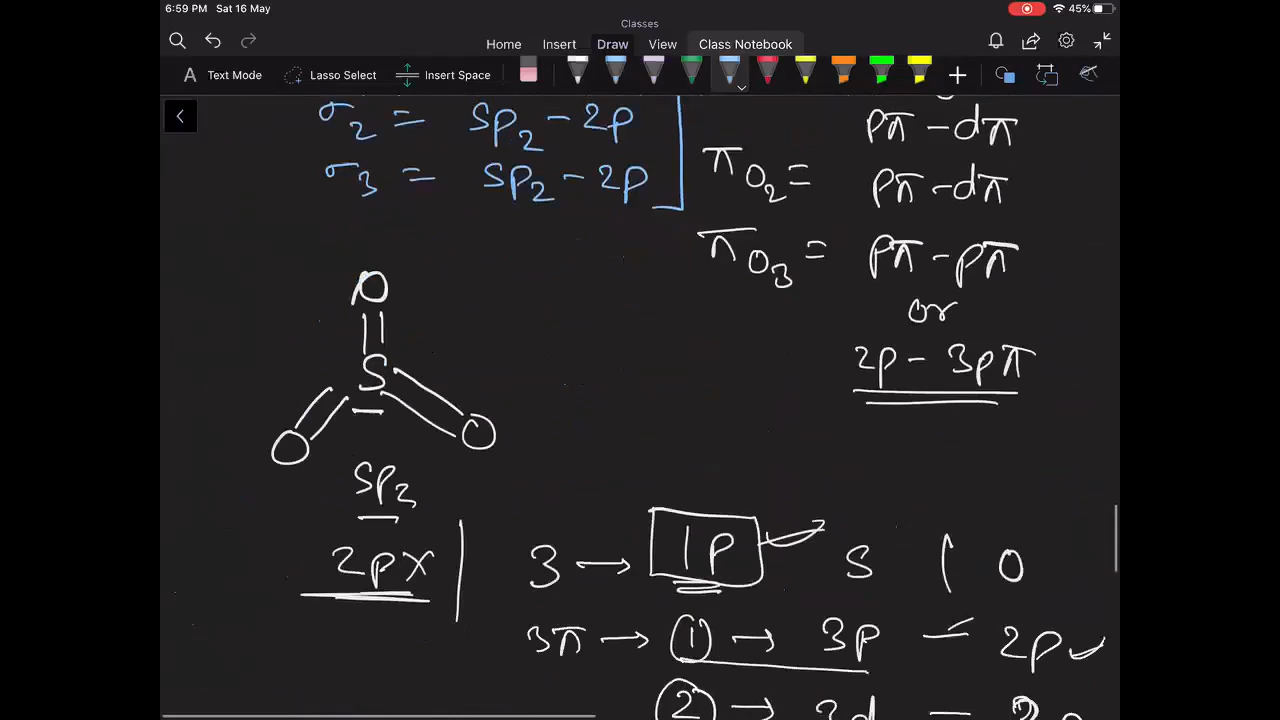 6:59 PM Sat 16 May
45%
Classes
Home Insert Draw View Class Notebook
A Text Mode Lasso Select Insert Space
σ2 = sp2 - 2p
σ3 = sp2 - 2p
pπ - dπ
πO2 = pπ - dπ
πO3 = pπ - pπ
or
2p - 3pπ
O
S
O O
sp2
2px
3 → 1p S | O
3π → 1 → 3p - 2p
2 → 3d -